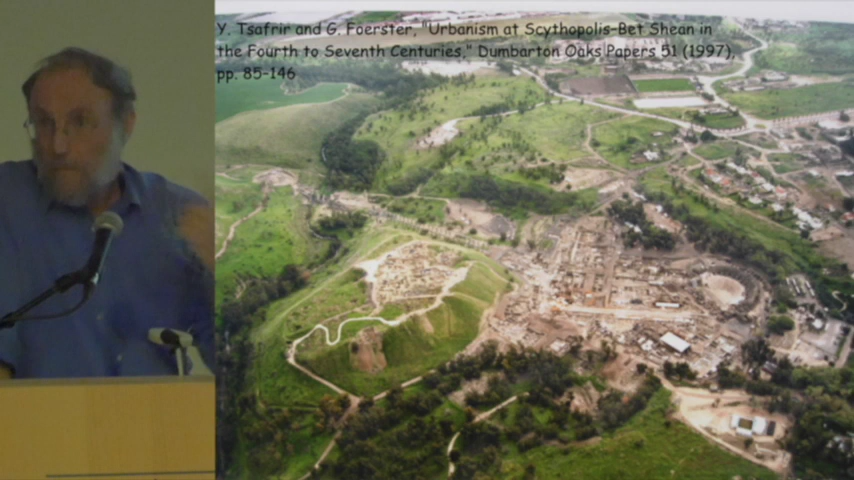 Y. Tsafrir and G. Foerster, "Urbanism at Scythopolis-Bet Shean in
the Fourth to Seventh Centuries," Dumbarton Oaks Papers 51 (1997),
pp. 85-146